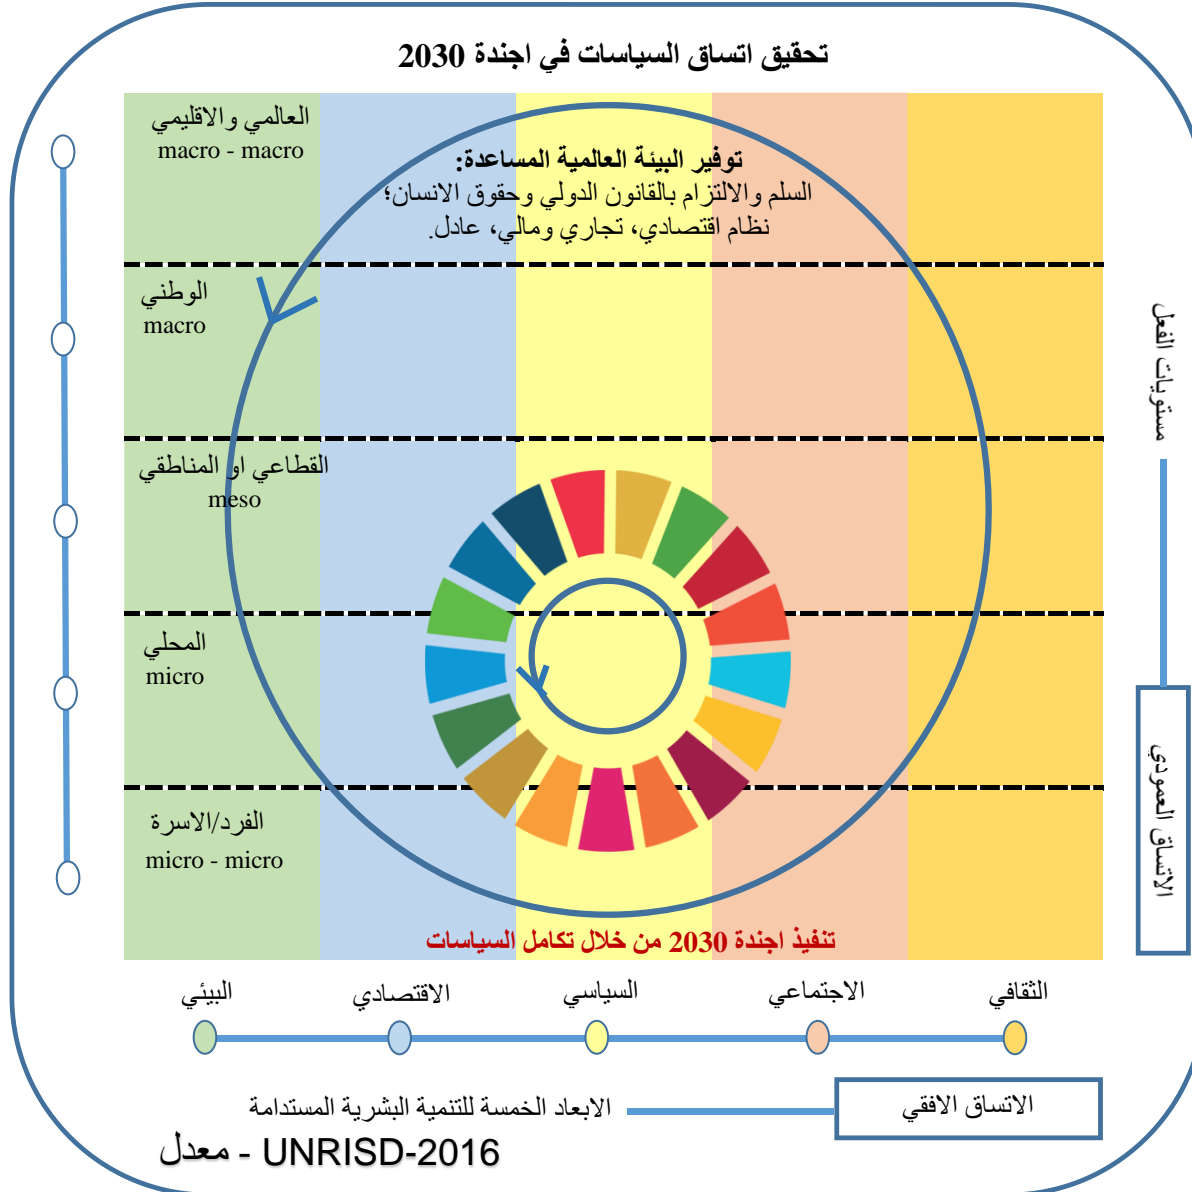 تحقيق اتساق السياسات في اجندة 2030
العالمي والاقليمي
macro - macro
توفير البيئة العالمية المساعدة:
السلم والالتزام بالقانون الدولي وحقوق الانسان؛
نظام اقتصادي، تجاري ومالي، عادل.
الوطني
macro
القطاعي او المناطقي
meso
المحلي
micro
الفرد/الاسرة
micro - micro
تنفيذ اجندة 2030 من خلال تكامل السياسات
مستويات الفعل
الاتساق العمودي
الثقافي
الاجتماعي
السياسي
الاقتصادي
البيئي
الاتساق الافقي
الابعاد الخمسة للتنمية البشرية المستدامة
UNRISD-2016 - معدل